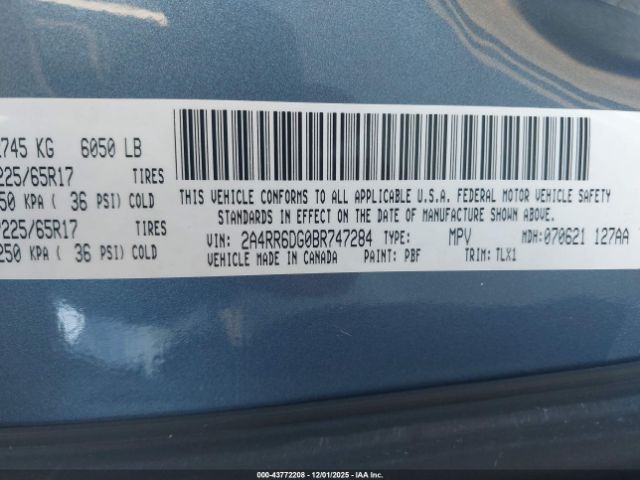 745 KG 6050 LB
225/65R17 TIRES
50 KPA ( 36 PSI) COLD
225/65R17 TIRES
250 KPA ( 36 PSI) COLD
THIS VEHICLE CONFORMS TO ALL APPLICABLE U.S.A. FEDERAL MOTOR VEHICLE SAFETY
STANDARDS IN EFFECT ON THE DATE OF MANUFACTURE SHOWN ABOVE.
VIN: 2A4RR6DG0BR747284 TYPE: MPV MDH: 070621 127AA
VEHICLE MADE IN CANADA PAINT: PBF TRIM: TLX1
000-43772208 - 12/01/2025 - IAA Inc.